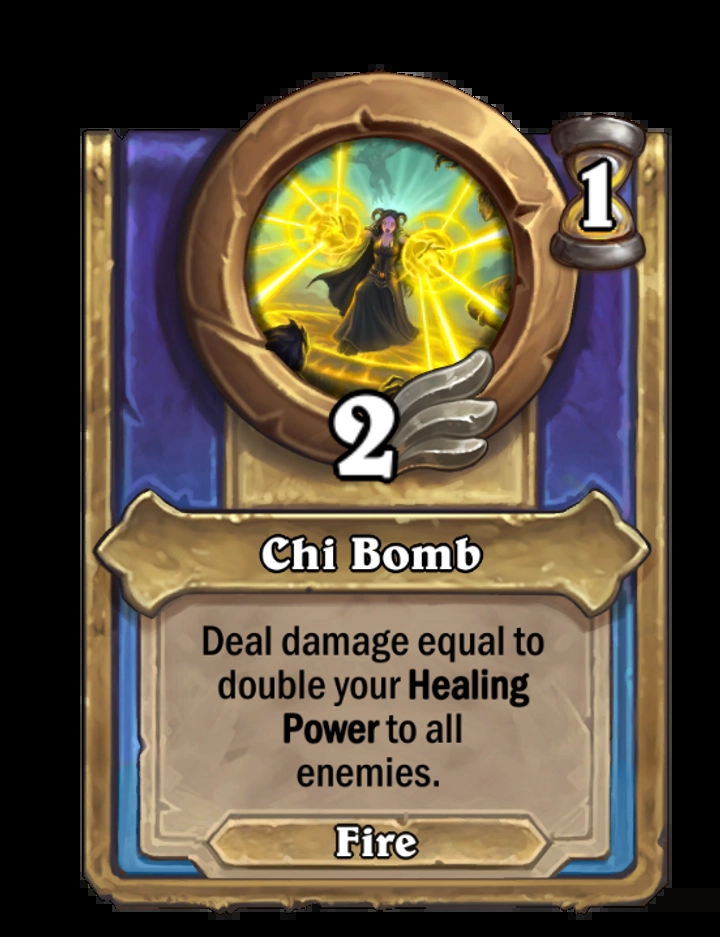 1
2
Chi Bomb
Deal damage equal to
double your Healing
Power to all
enemies.
Fire